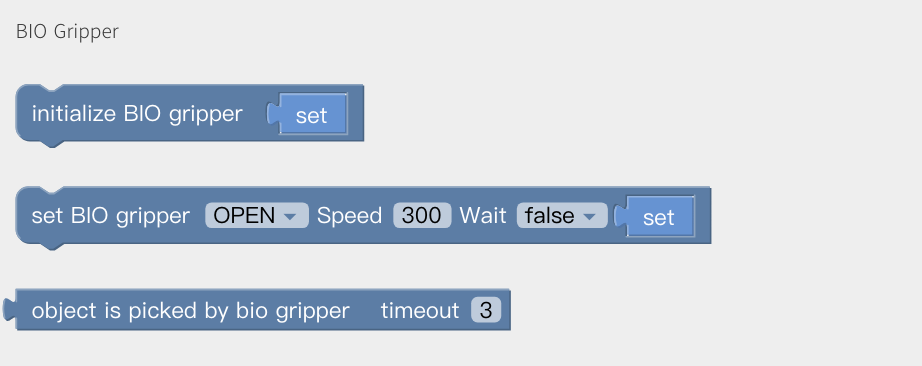 BIO Gripper
initialize BIO gripper set
set BIO gripper OPEN Speed 300 Wait false set
object is picked by bio gripper timeout 3